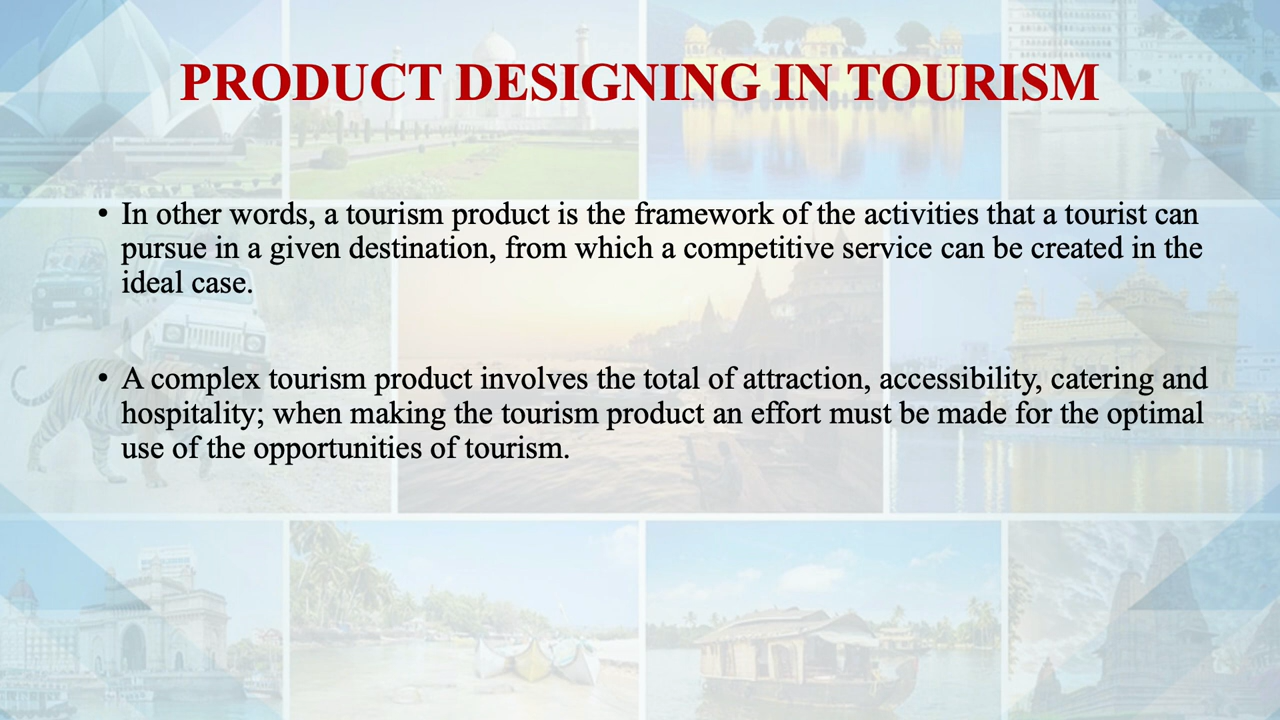 PRODUCT DESIGNING IN TOURISM
• In other words, a tourism product is the framework of the activities that a tourist can
pursue in a given destination, from which a competitive service can be created in the
ideal case.
• A complex tourism product involves the total of attraction, accessibility, catering and
hospitality; when making the tourism product an effort must be made for the optimal
use of the opportunities of tourism.